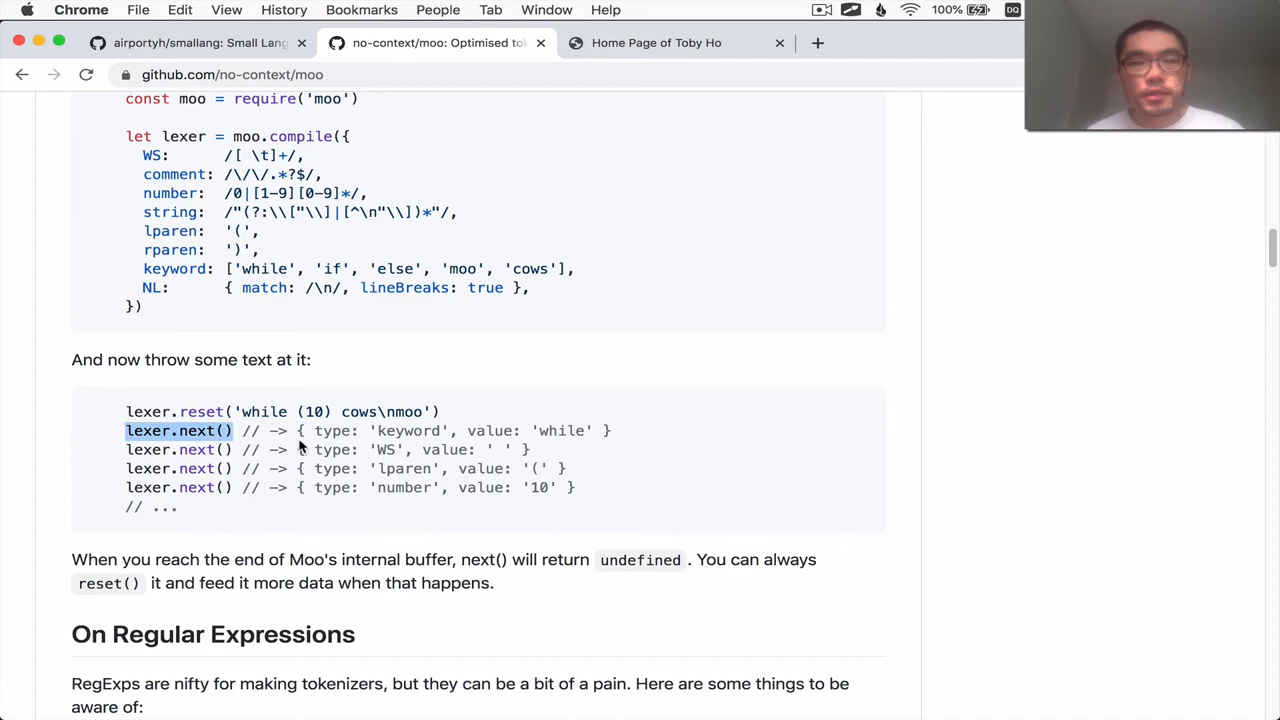 Chrome File Edit View History Bookmarks People Tab Window Help 100% DQ
airportyh/smallang: Small Lang
no-context/moo: Optimised to
Home Page of Toby Ho
github.com/no-context/moo
const moo = require('moo')
let lexer = moo.compile({
WS: /[ \t]+/,
comment: /\/\/.*?$/,
number: /0|[1-9][0-9]*/,
string: /"(?:\\["\\]|[^\n"\\])*"/,
lparen: '(',
rparen: ')',
keyword: ['while', 'if', 'else', 'moo', 'cows'],
NL: { match: /\n/, lineBreaks: true },
})
And now throw some text at it:
lexer.reset('while (10) cows\nmoo')
lexer.next() // -> { type: 'keyword', value: 'while' }
lexer.next() // -> { type: 'WS', value: ' ' }
lexer.next() // -> { type: 'lparen', value: '(' }
lexer.next() // -> { type: 'number', value: '10' }
// ...
When you reach the end of Moo's internal buffer, next() will return undefined . You can always
reset() it and feed it more data when that happens.
On Regular Expressions
RegExps are nifty for making tokenizers, but they can be a bit of a pain. Here are some things to be
aware of: